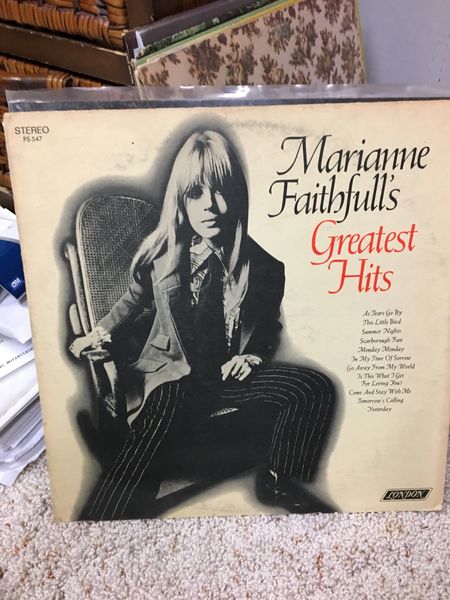 STEREO
PS 547
Marianne
Faithfull's
Greatest
Hits
As Tears Go By
This Little Bird
Summer Nights
Scarborough Fair
Monday Monday
In My Time Of Sorrow
Go Away From My World
Is This What I Get
For Loving You?
Come And Stay With Me
Tomorrow's Calling
Yesterday
LONDON